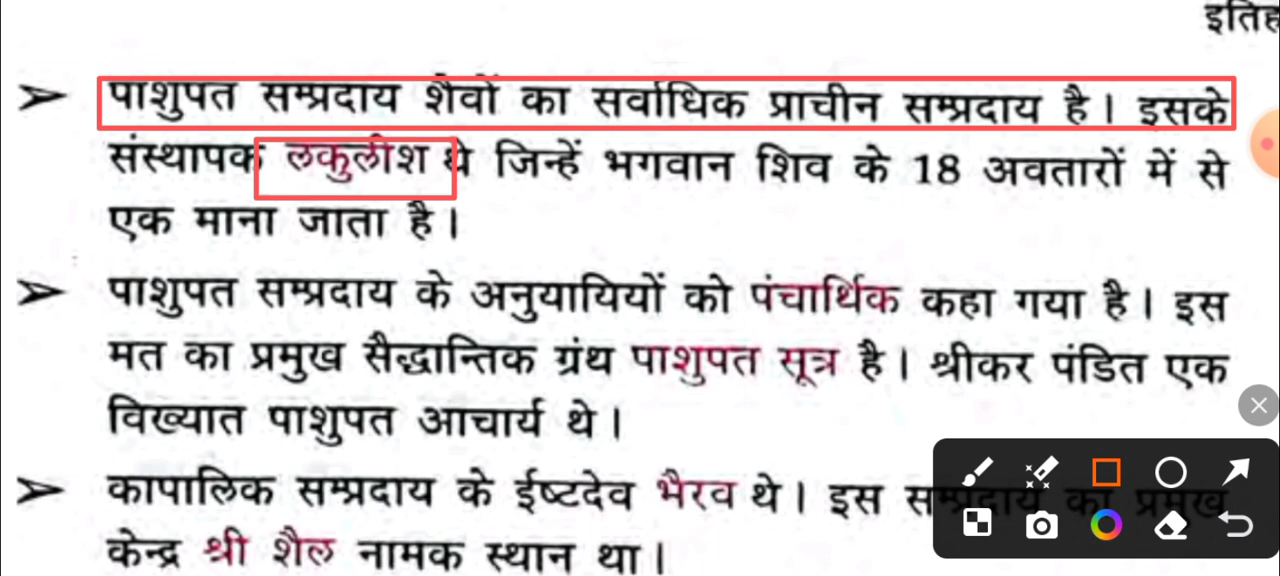 इतिह
➢ पाशुपत सम्प्रदाय शैवों का सर्वाधिक प्राचीन सम्प्रदाय है। इसके
संस्थापक लकुलीश थे जिन्हें भगवान शिव के 18 अवतारों में से
एक माना जाता है।
➢ पाशुपत सम्प्रदाय के अनुयायियों को पंचार्थिक कहा गया है। इस
मत का प्रमुख सैद्धान्तिक ग्रंथ पाशुपत सूत्र है। श्रीकर पंडित एक
विख्यात पाशुपत आचार्य थे।
➢ कापालिक सम्प्रदाय के ईष्टदेव भैरव थे। इस सम्प्रदाय का प्रमुख
केन्द्र श्री शैल नामक स्थान था।